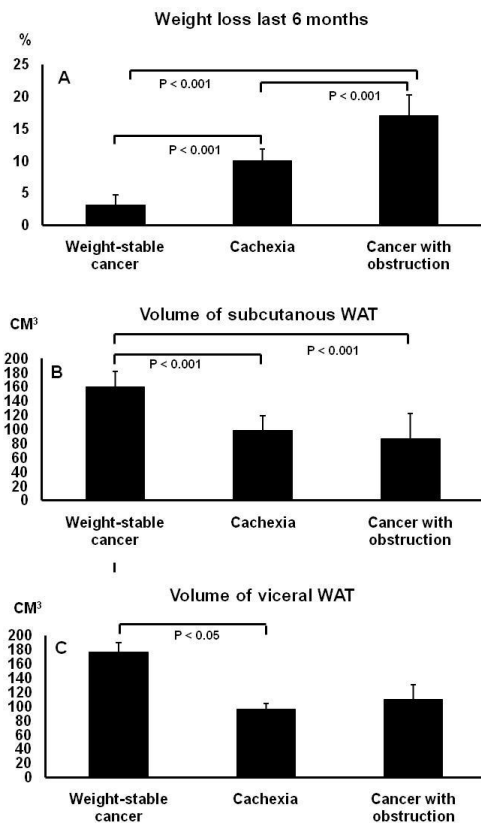 Weight loss last 6 months
%
A
25
20
15
10
5
0
P < 0.001
P < 0.001
P < 0.001
Weight-stable
cancer
Cachexia
Cancer with
obstruction
Volume of subcutanous WAT
CM³
B
200
180
160
140
120
100
80
60
40
20
0
P < 0.001
P < 0.001
Weight-stable
cancer
Cachexia
Cancer with
obstruction
Volume of viceral WAT
CM³
C
200
180
160
140
120
100
80
60
40
20
0
P < 0.05
Weight-stable
cancer
Cachexia
Cancer with
obstruction